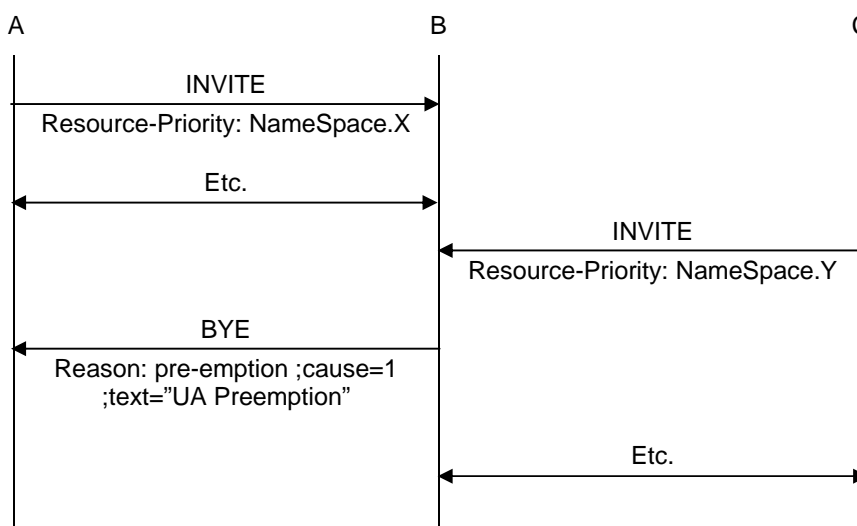 A B
INVITE
Resource-Priority: NameSpace.X
Etc.
INVITE
Resource-Priority: NameSpace.Y
BYE
Reason: pre-emption ;cause=1
;text=”UA Preemption”
Etc.